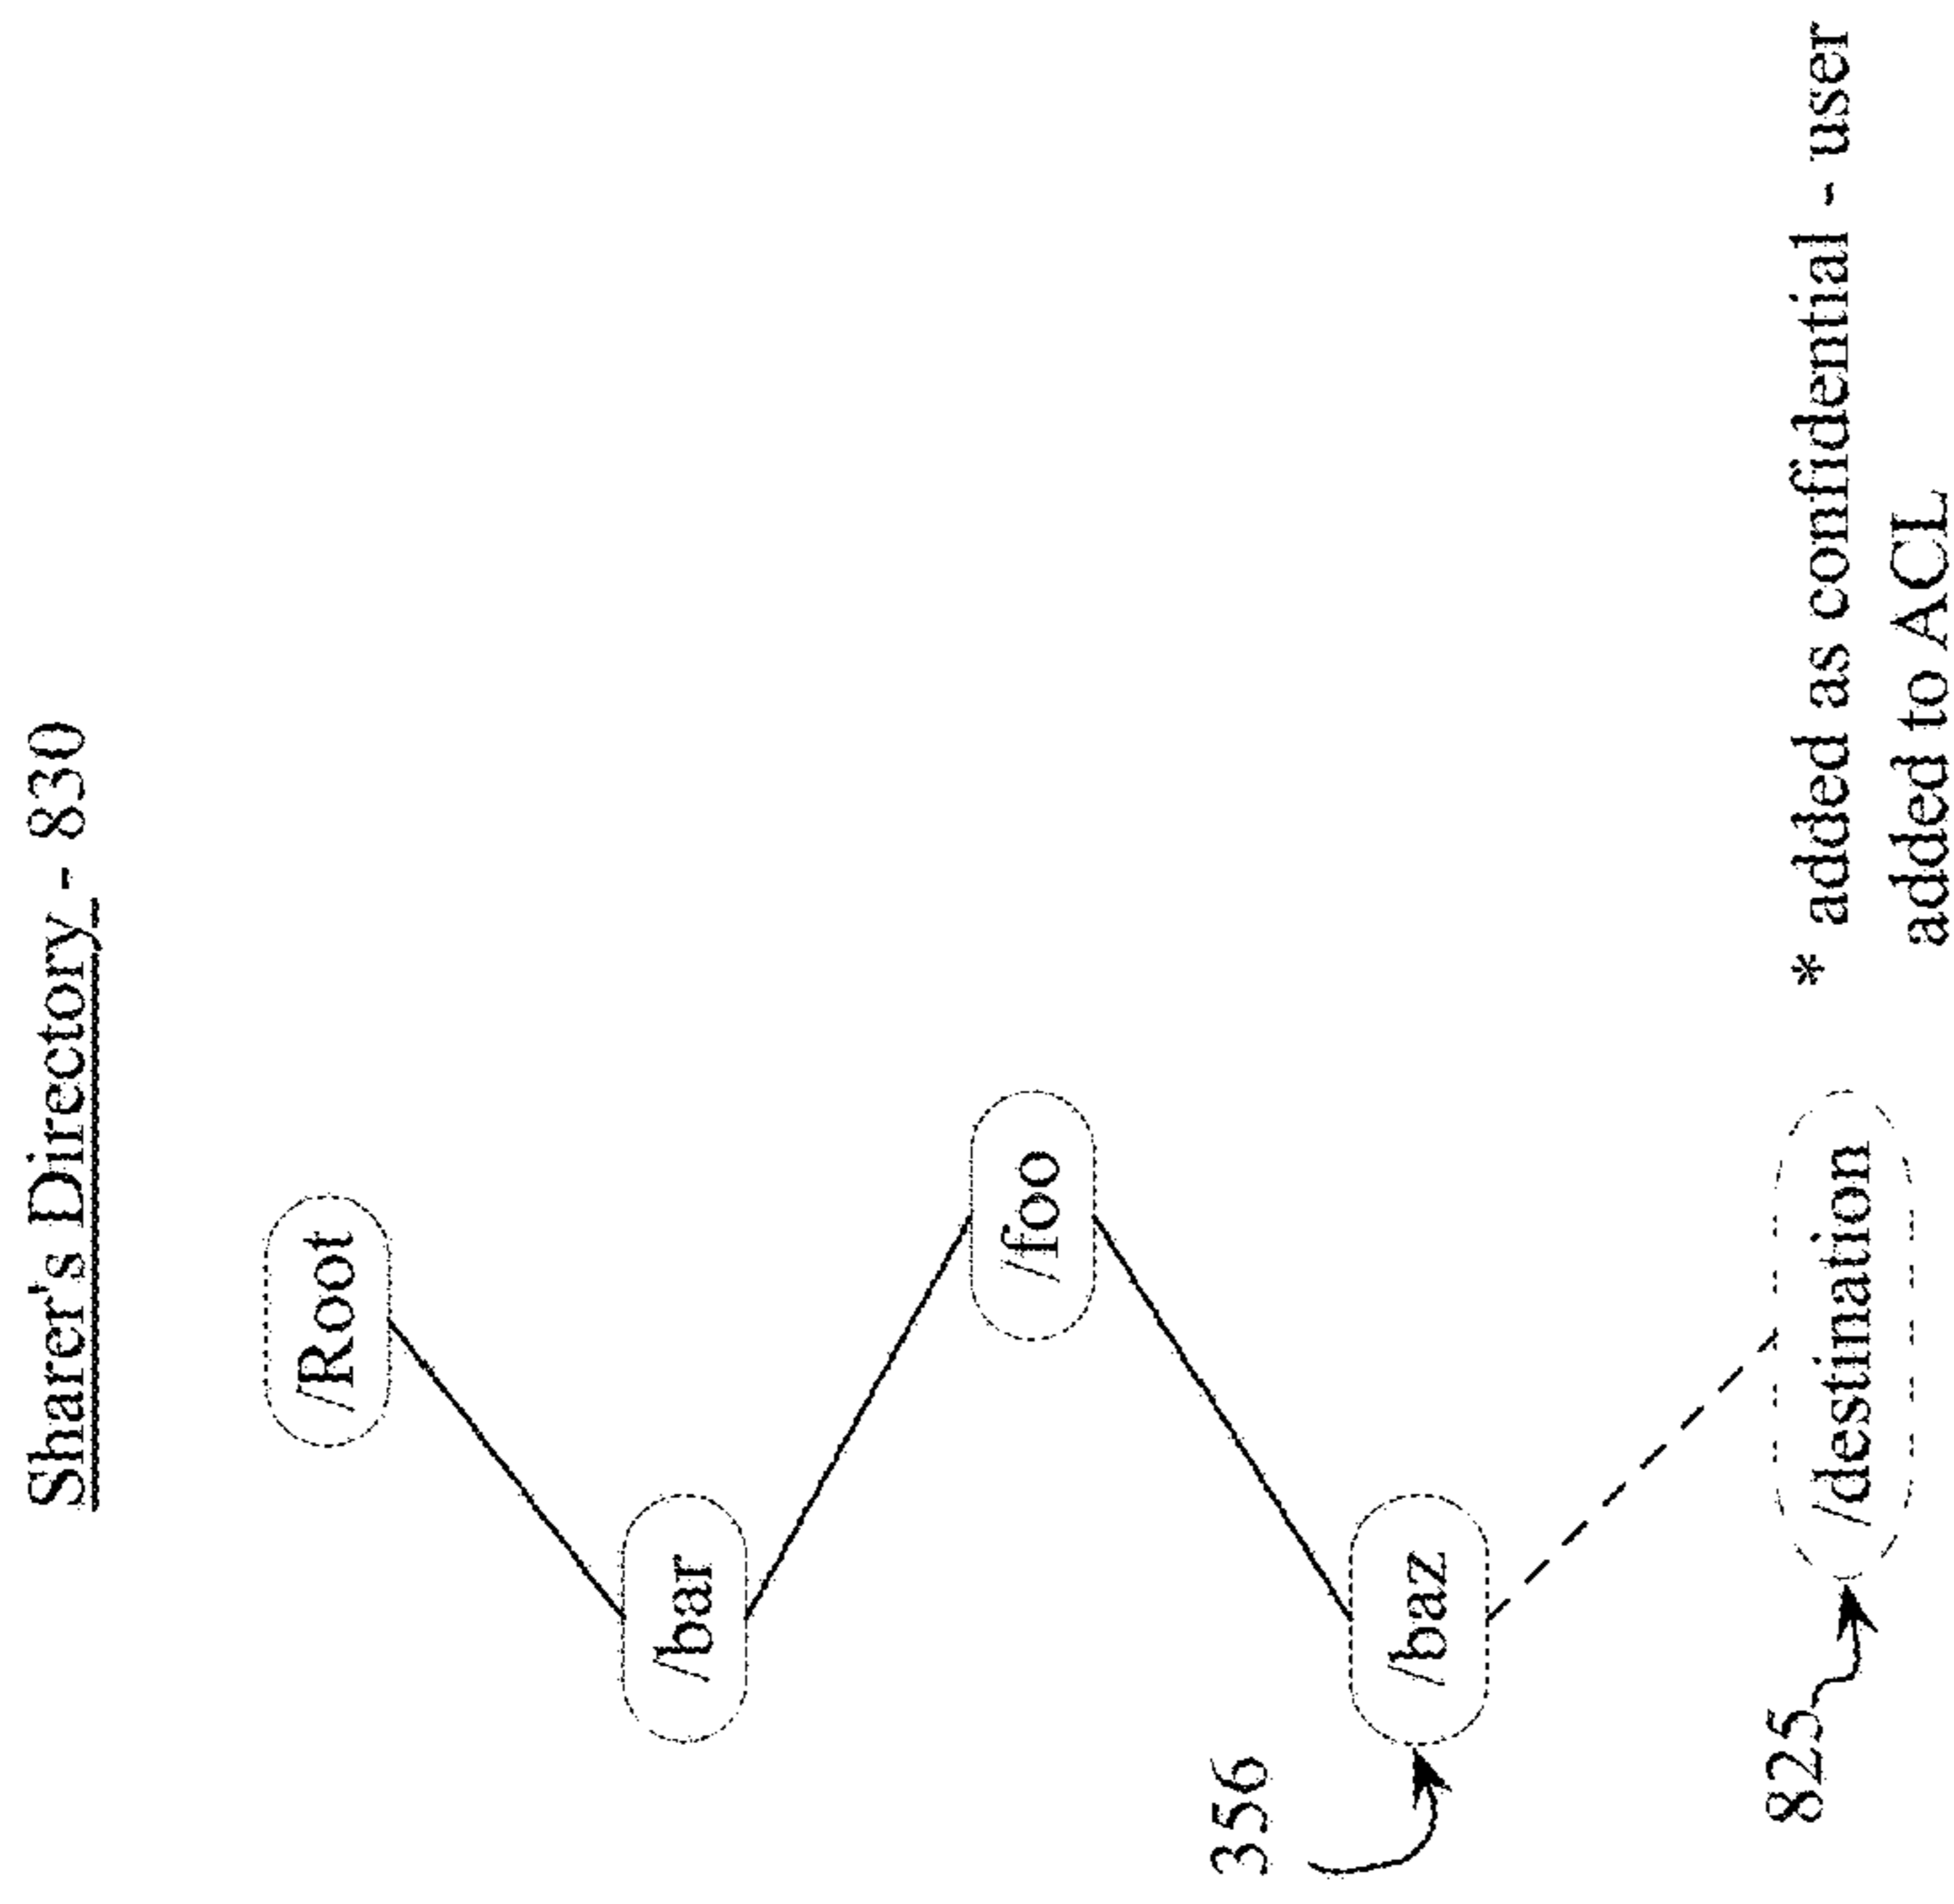 Sharer's Directory - 830
/Root
/bar
/foo
356
/baz
825
/destination
* added as confidential - user
added to ACL